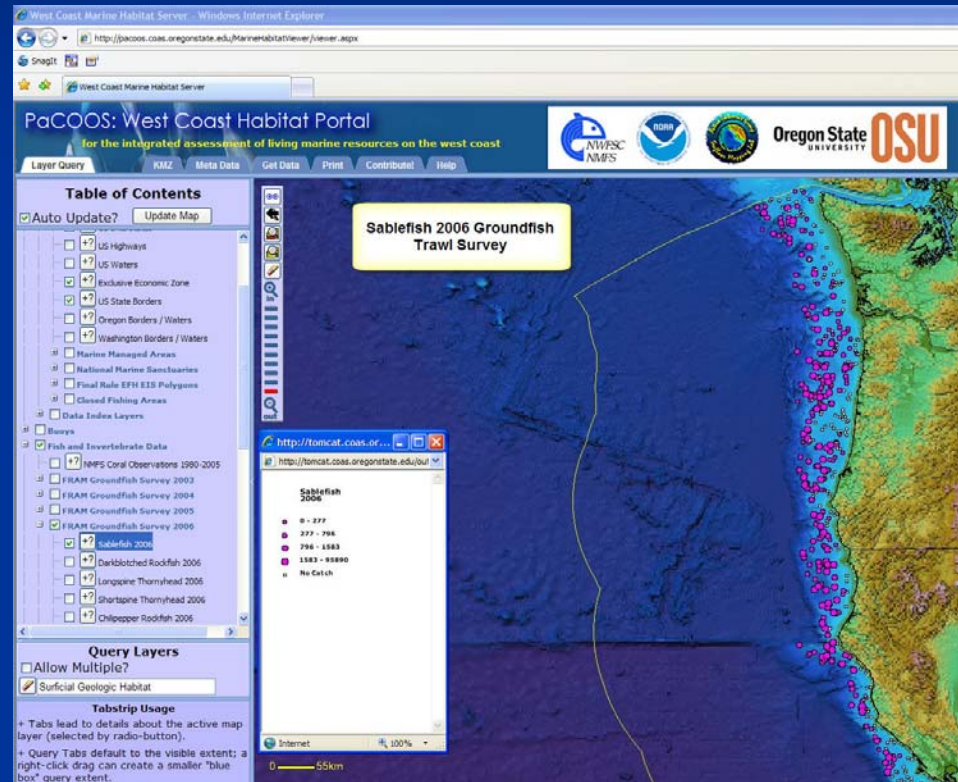 West Coast Marine Habitat Server - Windows Internet Explorer
http://pacoos.coas.oregonstate.edu/MarineHabitatViewer/viewer.aspx
SnagIt
West Coast Marine Habitat Server
PaCOOS: West Coast Habitat Portal
for the integrated assessment of living marine resources on the west coast
NWFSC
NMFS
NOAA
Oregon State
UNIVERSITY
OSU
Layer Query
KMZ
Meta Data
Get Data
Print
Contribute!
Help
Table of Contents
Auto Update?
Update Map
+? US Highways
+? US Waters
+? Exclusive Economic Zone
+? US State Borders
+? Oregon Borders / Waters
+? Washington Borders / Waters
Marine Managed Areas
National Marine Sanctuaries
Final Rule EFH EIS Polygons
Closed Fishing Areas
Data Index Layers
Buoys
Fish and Invertebrate Data
+? NMFS Coral Observations 1980-2005
FRAM Groundfish Survey 2003
FRAM Groundfish Survey 2004
FRAM Groundfish Survey 2005
FRAM Groundfish Survey 2006
+? Sablefish 2006
+? Darkblotched Rockfish 2006
+? Longspine Thornyhead 2006
+? Shortspine Thornyhead 2006
+? Chilipepper Rockfish 2006
Query Layers
Allow Multiple?
Surficial Geologic Habitat
Tabstrip Usage
+ Tabs lead to details about the active map
layer (selected by radio-button).
+ Query Tabs default to the visible extent; a
right-click drag can create a smaller "blue
box" query extent.
in
out
Sablefish 2006 Groundfish
Trawl Survey
http://tomcat.coas.or...
http://tomcat.coas.oregonstate.edu/out
Sablefish
2006
0 - 277
277 - 796
796 - 1583
1583 - 95890
No Catch
Internet
100%
0
55km